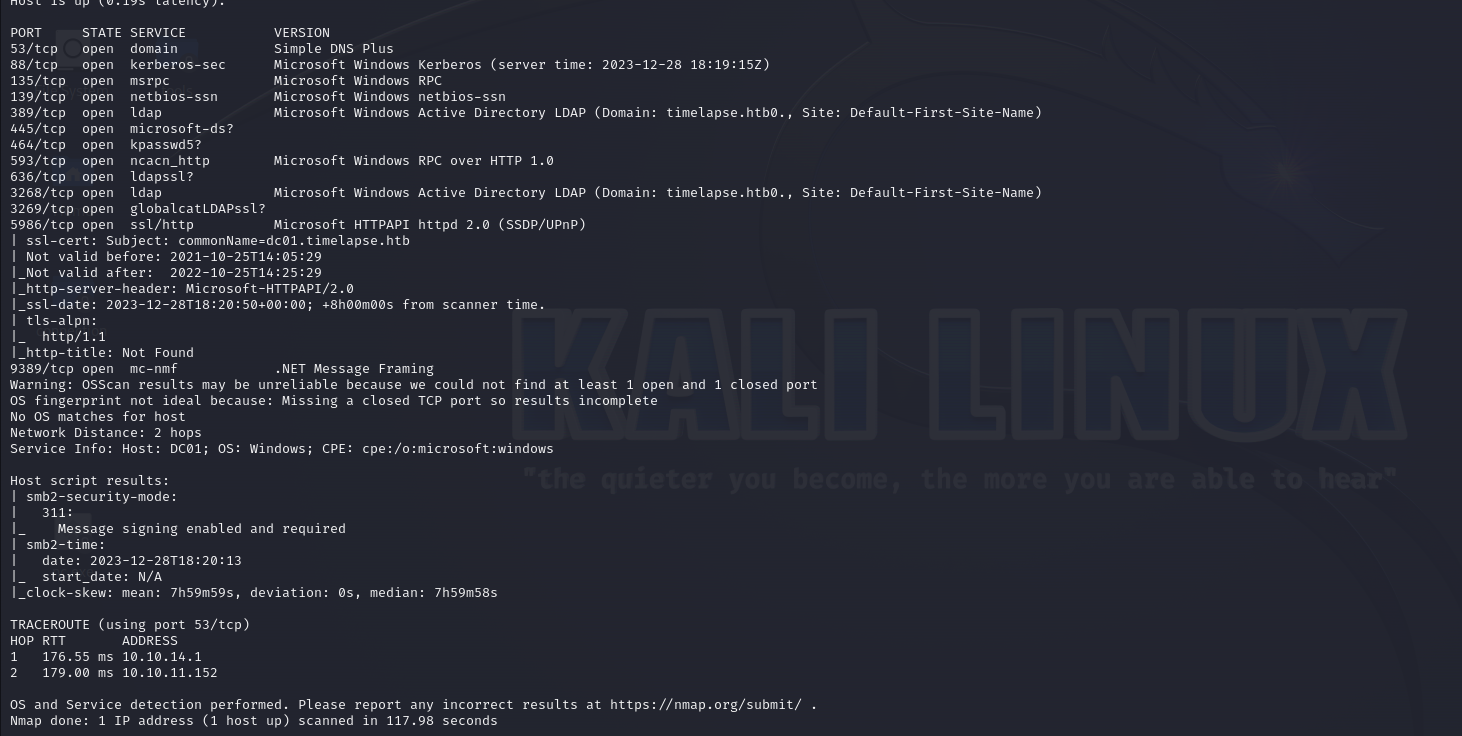 Host is up (0.19s latency).
PORT     STATE SERVICE       VERSION
53/tcp   open  domain        Simple DNS Plus
88/tcp   open  kerberos-sec  Microsoft Windows Kerberos (server time: 2023-12-28 18:19:15Z)
135/tcp  open  msrpc         Microsoft Windows RPC
139/tcp  open  netbios-ssn   Microsoft Windows netbios-ssn
389/tcp  open  ldap          Microsoft Windows Active Directory LDAP (Domain: timelapse.htb0., Site: Default-First-Site-Name)
445/tcp  open  microsoft-ds?
464/tcp  open  kpasswd5?
593/tcp  open  ncacn_http    Microsoft Windows RPC over HTTP 1.0
636/tcp  open  ldapssl?
3268/tcp open  ldap          Microsoft Windows Active Directory LDAP (Domain: timelapse.htb0., Site: Default-First-Site-Name)
3269/tcp open  globalcatLDAPssl?
5986/tcp open  ssl/http      Microsoft HTTPAPI httpd 2.0 (SSDP/UPnP)
| ssl-cert: Subject: commonName=dc01.timelapse.htb
| Not valid before: 2021-10-25T14:05:29
|_Not valid after:  2022-10-25T14:25:29
|_http-server-header: Microsoft-HTTPAPI/2.0
|_ssl-date: 2023-12-28T18:20:50+00:00; +8h00m00s from scanner time.
| tls-alpn:
|_  http/1.1
|_http-title: Not Found
9389/tcp open  mc-nmf        .NET Message Framing
Warning: OSScan results may be unreliable because we could not find at least 1 open and 1 closed port
OS fingerprint not ideal because: Missing a closed TCP port so results incomplete
No OS matches for host
Network Distance: 2 hops
Service Info: Host: DC01; OS: Windows; CPE: cpe:/o:microsoft:windows
KALI LINUX
"the quieter you become, the more you are able to hear"
Host script results:
| smb2-security-mode:
|   311:
|_    Message signing enabled and required
| smb2-time:
|   date: 2023-12-28T18:20:13
|_  start_date: N/A
|_clock-skew: mean: 7h59m59s, deviation: 0s, median: 7h59m58s
TRACEROUTE (using port 53/tcp)
HOP RTT       ADDRESS
1   176.55 ms 10.10.14.1
2   179.00 ms 10.10.11.152
OS and Service detection performed. Please report any incorrect results at https://nmap.org/submit/ .
Nmap done: 1 IP address (1 host up) scanned in 117.98 seconds